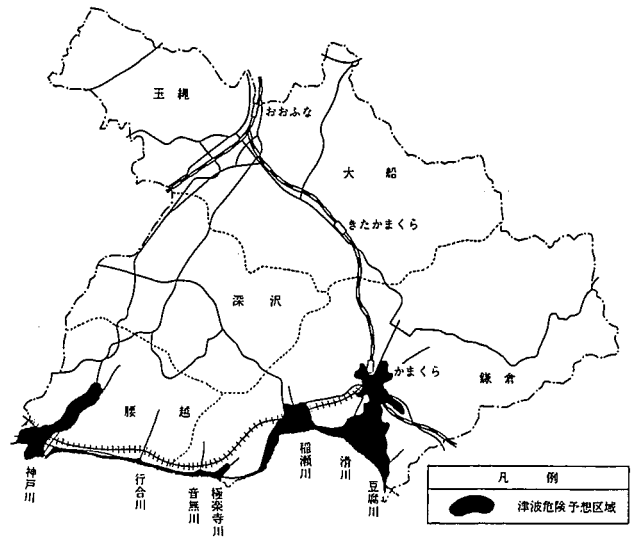 玉縄
おおふな
大船
きたかまくら
深沢
かまくら
鎌倉
腰越
神戸川
行合川
音無川
極楽寺川
稲瀬川
滑川
豆腐川
凡例
津波危険予想区域